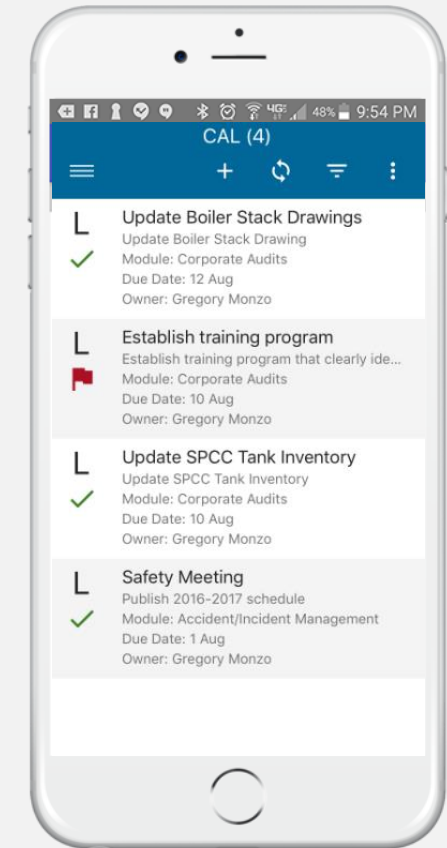 4G 48% 9:54 PM
CAL (4)
L Update Boiler Stack Drawings
Update Boiler Stack Drawing
Module: Corporate Audits
Due Date: 12 Aug
Owner: Gregory Monzo
L Establish training program
Establish training program that clearly ide...
Module: Corporate Audits
Due Date: 10 Aug
Owner: Gregory Monzo
L Update SPCC Tank Inventory
Update SPCC Tank Inventory
Module: Corporate Audits
Due Date: 10 Aug
Owner: Gregory Monzo
L Safety Meeting
Publish 2016-2017 schedule
Module: Accident/Incident Management
Due Date: 1 Aug
Owner: Gregory Monzo